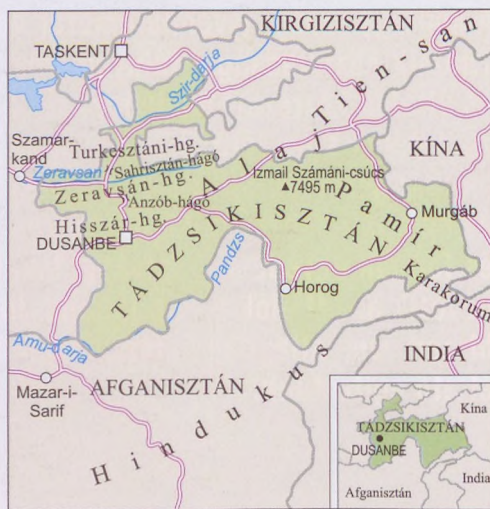 KIRGIZISZTÁN
TASKENT
Szir-darja
Tien-san
Szamar-
kand
Turkesztáni-hg.
Zeravsan
Sahrisztán-hágó
Alaj
KÍNA
Izmail Számáni-csúcs
7495 m
Zeravsán-hg.
Anzób-hágó
Pamír
Hisszár-hg.
DUSANBE
TÁDZSIKISZTÁN
Murgáb
Pandzs
Horog
Karakorum
Amu-darja
INDIA
Mazar-i-
Sarif
AFGANISZTÁN
Hindukus
Kína
TÁDZSIKISZTÁN
DUSANBE
India
Afganisztán